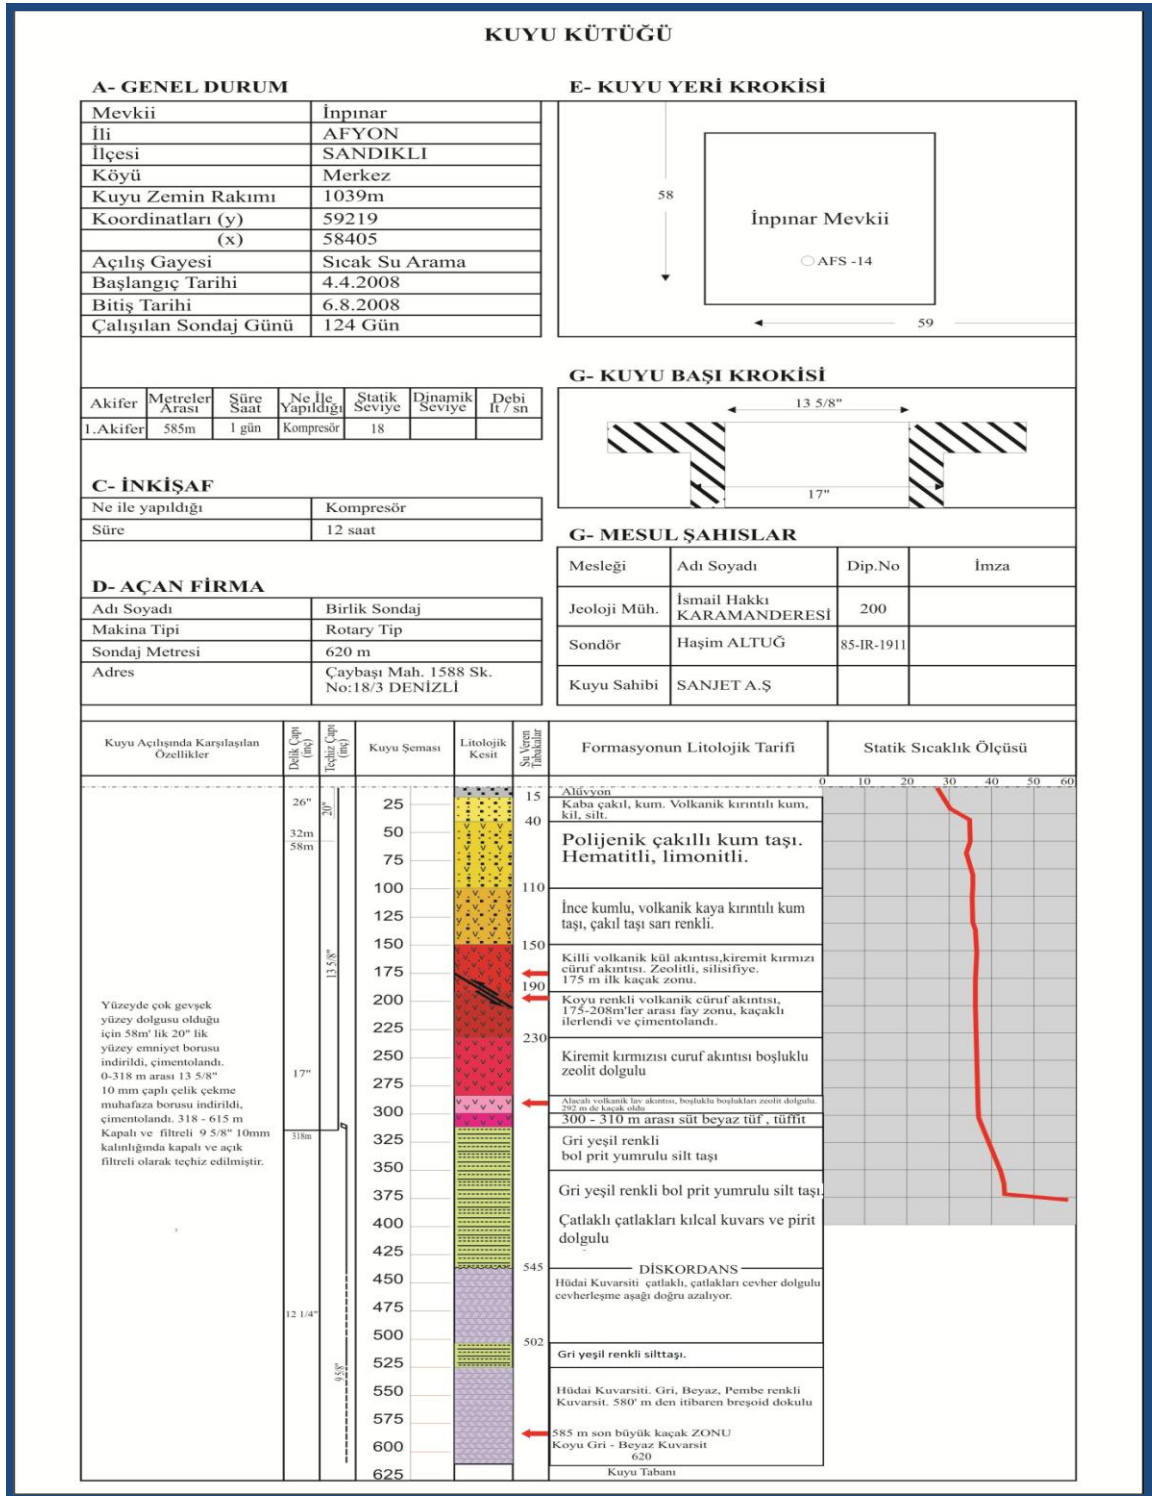 KUYU KÜTÜĞÜ
A- GENEL DURUM
Mevkii İnpınar
İli AFYON
İlçesi SANDIKLI
Köyü Merkez
Kuyu Zemin Rakımı 1039m
Koordinatları (y) 59219
(x) 58405
Açılış Gayesi Sıcak Su Arama
Başlangıç Tarihi 4.4.2008
Bitiş Tarihi 6.8.2008
Çalışılan Sondaj Günü 124 Gün
E- KUYU YERİ KROKİSİ
58
İnpınar Mevkii
AFS -14
59
Akifer Metreler Arası Süre Saat Ne İle Yapıldığı Statik Seviye Dinamik Seviye Debi lt / sn
1.Akifer 585m 1 gün Kompresör 18
G- KUYU BAŞI KROKİSİ
13 5/8"
17"
C- İNKİŞAF
Ne ile yapıldığı Kompresör
Süre 12 saat
D- AÇAN FİRMA
Adı Soyadı Birlik Sondaj
Makina Tipi Rotary Tip
Sondaj Metresi 620 m
Adres Çaybaşı Mah. 1588 Sk.
No:18/3 DENİZLİ
G- MESUL ŞAHISLAR
Mesleği Adı Soyadı Dip.No İmza
Jeoloji Müh. İsmail Hakkı KARAMANDERESİ 200
Sondör Haşim ALTUĞ 85-IR-1911
Kuyu Sahibi SANJET A.Ş
Kuyu Açılışında Karşılaşılan Özellikler
Delik Çapı (inç)
Teçhiz Çapı (inç)
Kuyu Şeması
Litolojik Kesit
Su Veren Tabakalar
Formasyonun Litolojik Tarifi
Statik Sıcaklık Ölçüsü
0 10 20 30 40 50 60
Yüzeyde çok gevşek
yüzey dolgusu olduğu
için 58m' lik 20" lik
yüzey emniyet borusu
indirildi, çimentolandı.
0-318 m arası 13 5/8"
10 mm çaplı çelik çekme
muhafaza borusu indirildi,
çimentolandı. 318 - 615 m
Kapalı ve filtreli 9 5/8" 10mm
kalınlığında kapalı ve açık
filtreli olarak teçhiz edilmiştir.
26"
32m
58m
17"
318m
12 1/4"
20"
13 5/8"
9 5/8"
25
50
75
100
125
150
175
200
225
250
275
300
325
350
375
400
425
450
475
500
525
550
575
600
625
15
40
110
150
190
230
545
502
Alüvyon
Kaba çakıl, kum. Volkanik kırıntılı kum,
kil, silt.
Polijenik çakıllı kum taşı.
Hematitli, limonitli.
İnce kumlu, volkanik kaya kırıntılı kum
taşı, çakıl taşı sarı renkli.
Killi volkanik kül akıntısı,kiremit kırmızı
cüruf akıntısı. Zeolitli, silisifiye.
175 m ilk kaçak zonu.
Koyu renkli volkanik cüruf akıntısı,
175-208m'ler arası fay zonu, kaçaklı
ilerlendi ve çimentolandı.
Kiremit kırmızısı curuf akıntısı boşluklu
zeolit dolgulu
Alacalı volkanik lav akıntısı, boşluklu boşlukları zeolit dolgulu.
292 m de kaçak oldu
300 - 310 m arası süt beyaz tüf , tüffit
Gri yeşil renkli
bol prit yumrulu silt taşı
Gri yeşil renkli bol prit yumrulu silt taşı.
Çatlaklı çatlakları kılcal kuvars ve pirit
dolgulu
DİSKORDANS
Hüdai Kuvarsiti çatlaklı, çatlakları cevher dolgulu
cevherleşme aşağı doğru azalıyor.
Gri yeşil renkli silttaşı.
Hüdai Kuvarsiti. Gri, Beyaz, Pembe renkli
Kuvarsit. 580' m den itibaren breşoid dokulu
585 m son büyük kaçak ZONU
Koyu Gri - Beyaz Kuvarsit
620
Kuyu Tabanı